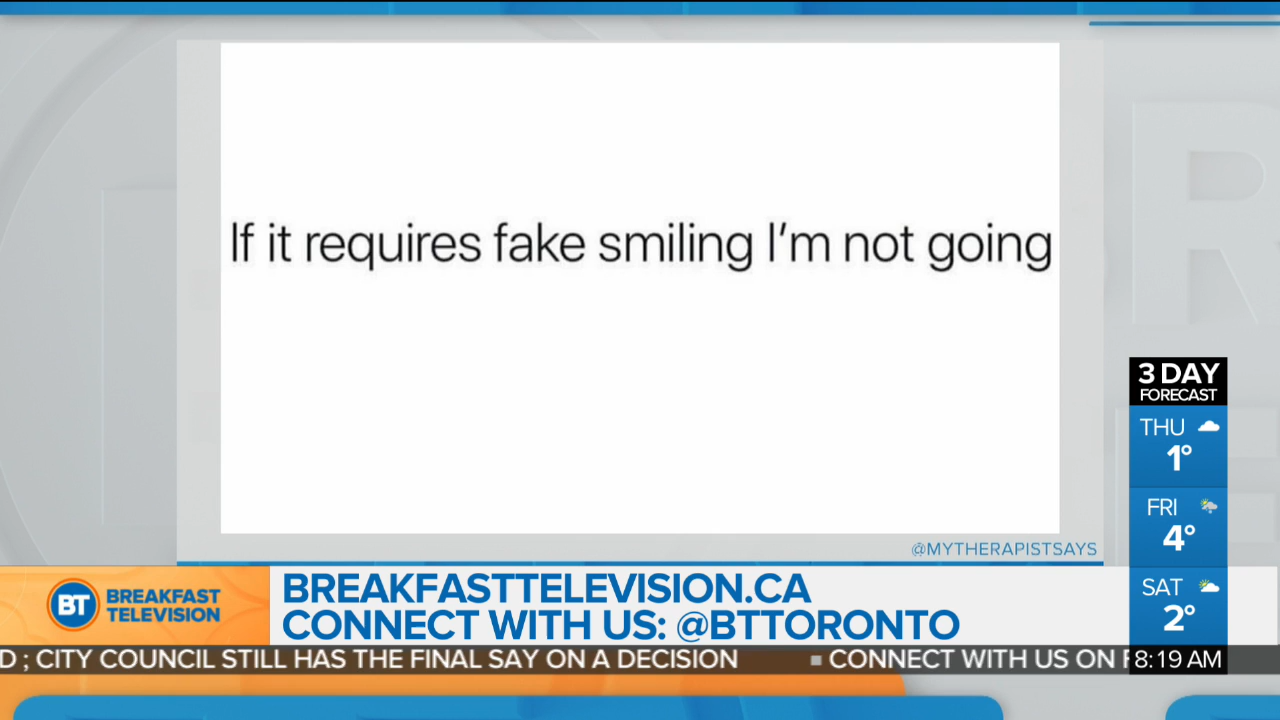 If it requires fake smiling I'm not going
@MYTHERAPISTSAYS
3 DAY
FORECAST
THU
1°
FRI
4°
SAT
2°
BT
BREAKFAST
TELEVISION
BREAKFASTTELEVISION.CA
CONNECT WITH US: @BTTORONTO
D ; CITY COUNCIL STILL HAS THE FINAL SAY ON A DECISION ■ CONNECT WITH US ON
8:19 AM